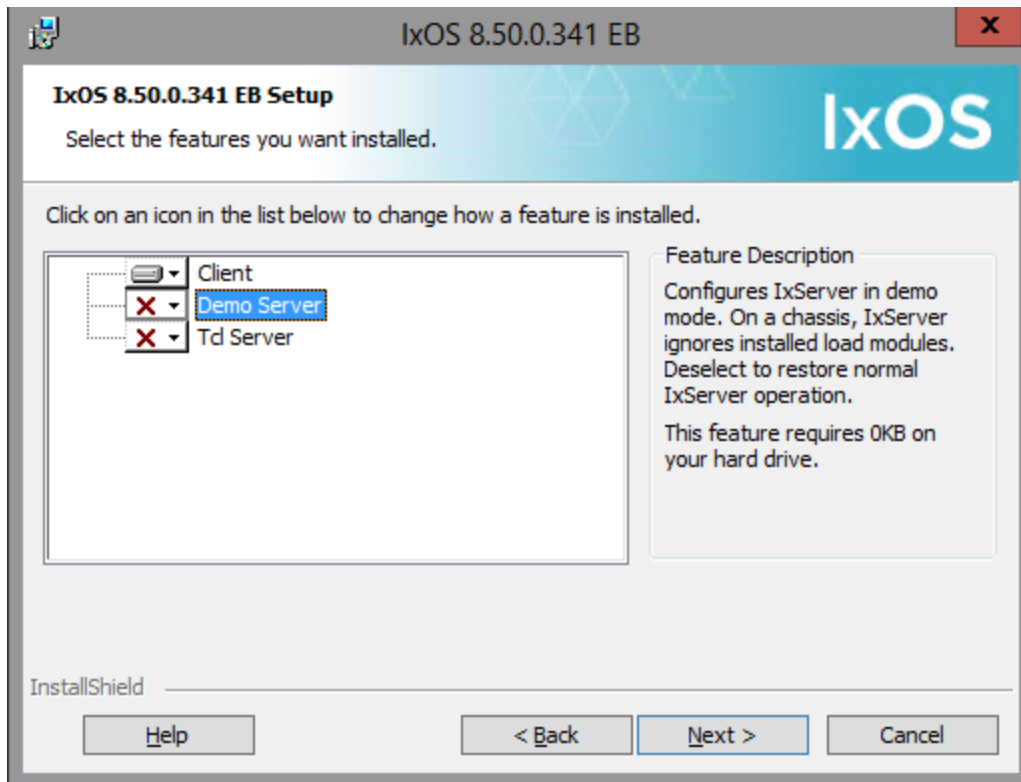 IxOS 8.50.0.341 EB
X
IxOS 8.50.0.341 EB Setup
Select the features you want installed.
IxOS
Click on an icon in the list below to change how a feature is installed.
Client
Demo Server
Tcl Server
Feature Description
Configures IxServer in demo
mode. On a chassis, IxServer
ignores installed load modules.
Deselect to restore normal
IxServer operation.
This feature requires 0KB on
your hard drive.
InstallShield
Help
< Back
Next >
Cancel